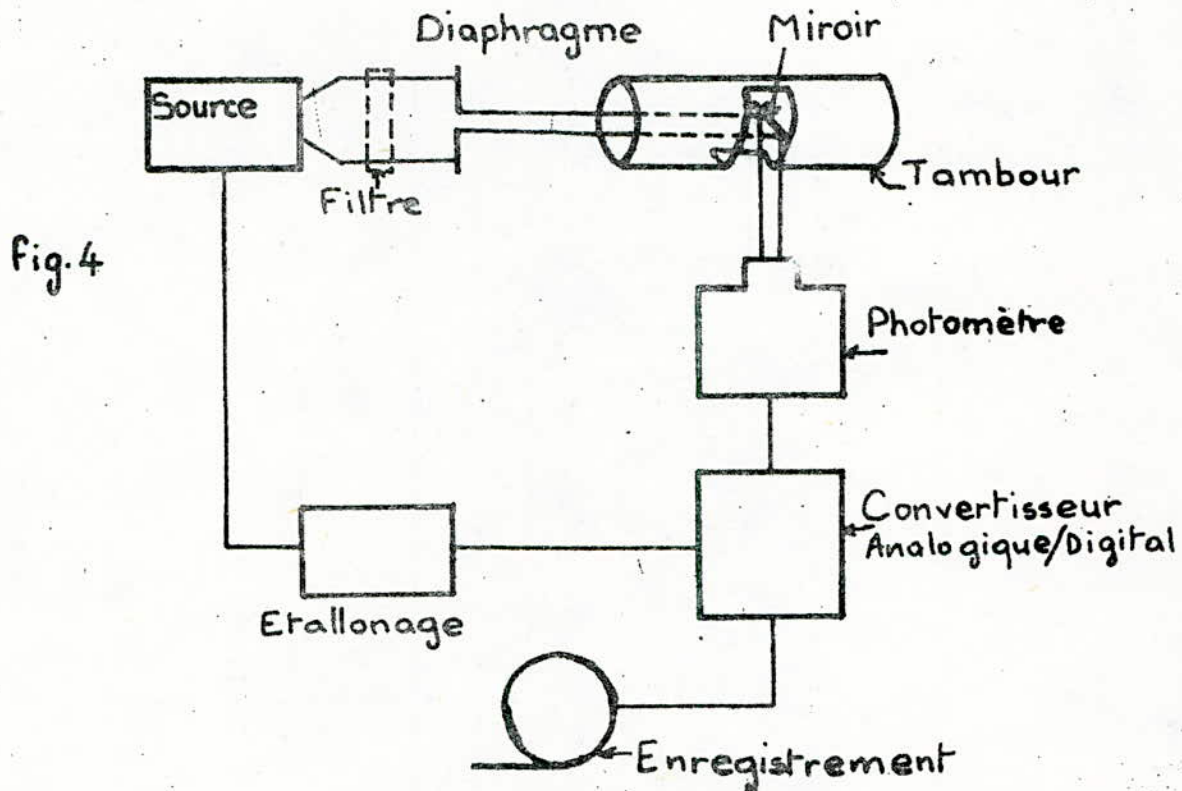 Diaphragme
Miroir
Source
Filtre
Tambour
Fig.4
Photomètre
Convertisseur
Analogique/Digital
Etallonage
Enregistrement